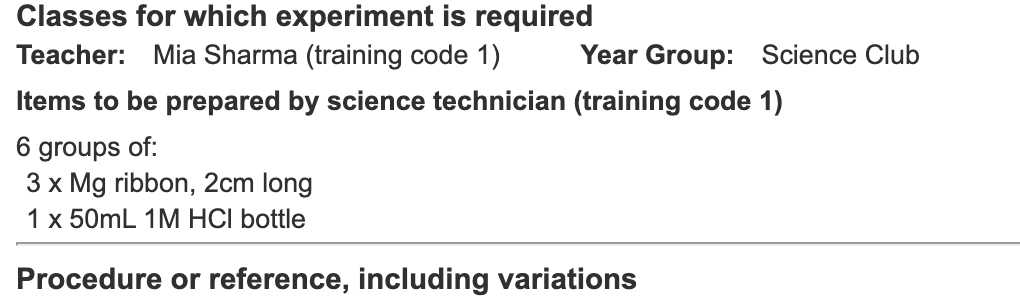 Classes for which experiment is required
Teacher: Mia Sharma (training code 1) Year Group: Science Club
Items to be prepared by science technician (training code 1)
6 groups of:
3 x Mg ribbon, 2cm long
1 x 50mL 1M HCl bottle
Procedure or reference, including variations